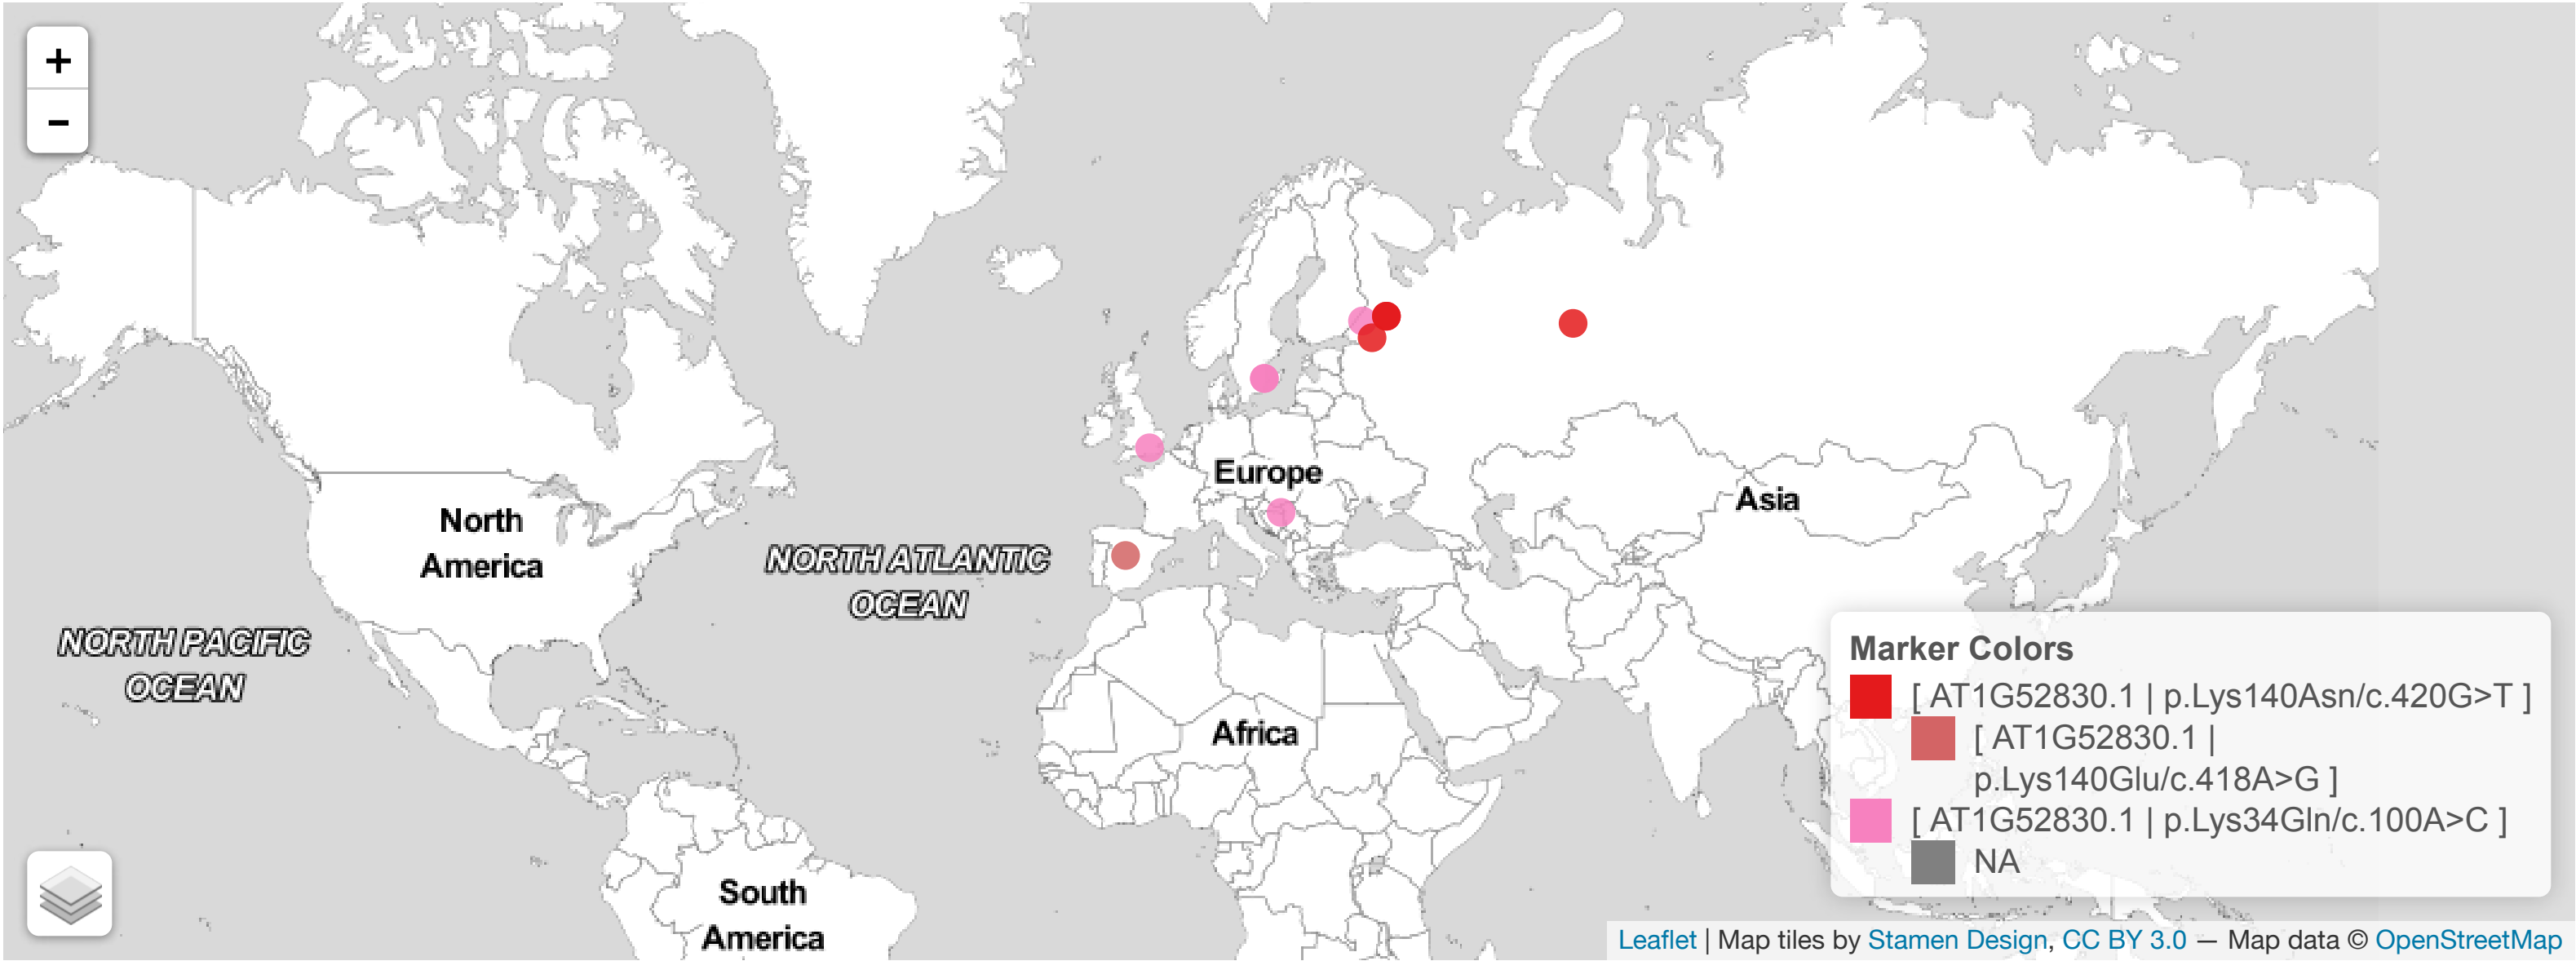 +
−
Europe
North
America
Asia
NORTH ATLANTIC
OCEAN
NORTH PACIFIC
OCEAN
Africa
South
America
Marker Colors
[ AT1G52830.1 | p.Lys140Asn/c.420G>T ]
[ AT1G52830.1 |
p.Lys140Glu/c.418A>G ]
[ AT1G52830.1 | p.Lys34Gln/c.100A>C ]
NA
Leaflet | Map tiles by Stamen Design, CC BY 3.0 — Map data © OpenStreetMap